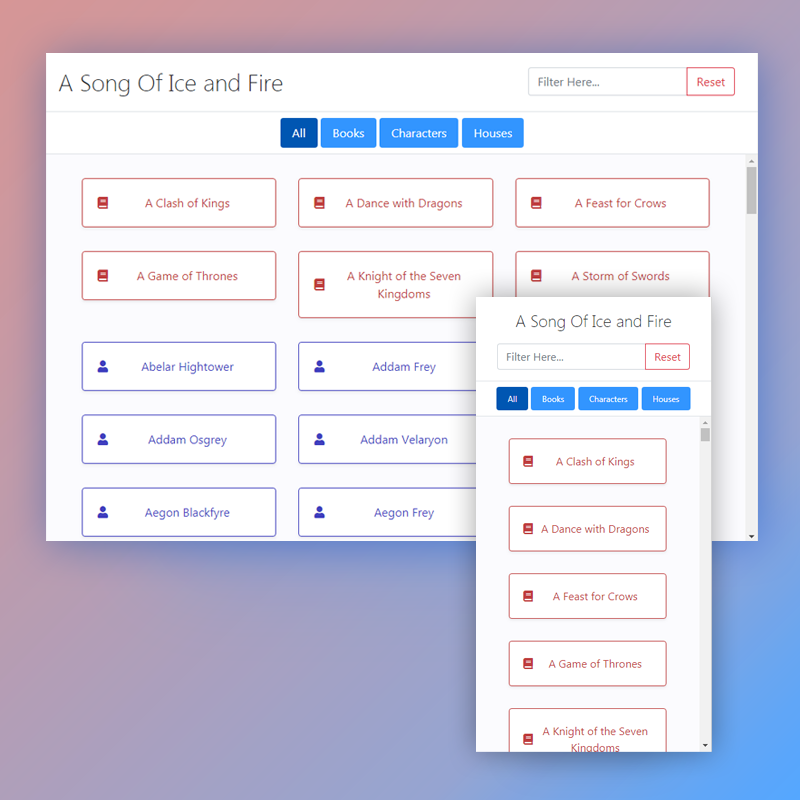 A Song Of Ice and Fire
Filter Here...
Reset
All
Books
Characters
Houses
A Clash of Kings
A Dance with Dragons
A Feast for Crows
A Game of Thrones
A Knight of the Seven
Kingdoms
A Storm of Swords
Abelar Hightower
Addam Frey
Addam Osgrey
Addam Velaryon
Aegon Blackfyre
Aegon Frey
A Song Of Ice and Fire
Filter Here...
Reset
All
Books
Characters
Houses
A Clash of Kings
A Dance with Dragons
A Feast for Crows
A Game of Thrones
A Knight of the Seven
Kingdoms